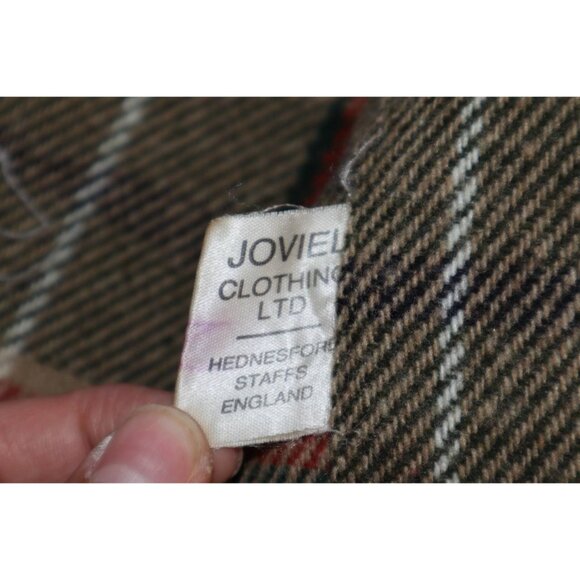 JOVIEL
CLOTHING
LTD
HEDNESFORD
STAFFS
ENGLAND